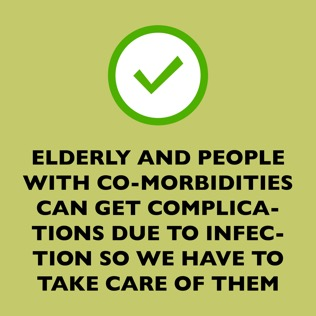 ELDERLY AND PEOPLE
WITH CO-MORBIDITIES
CAN GET COMPLICA-
TIONS DUE TO INFEC-
TION SO WE HAVE TO
TAKE CARE OF THEM